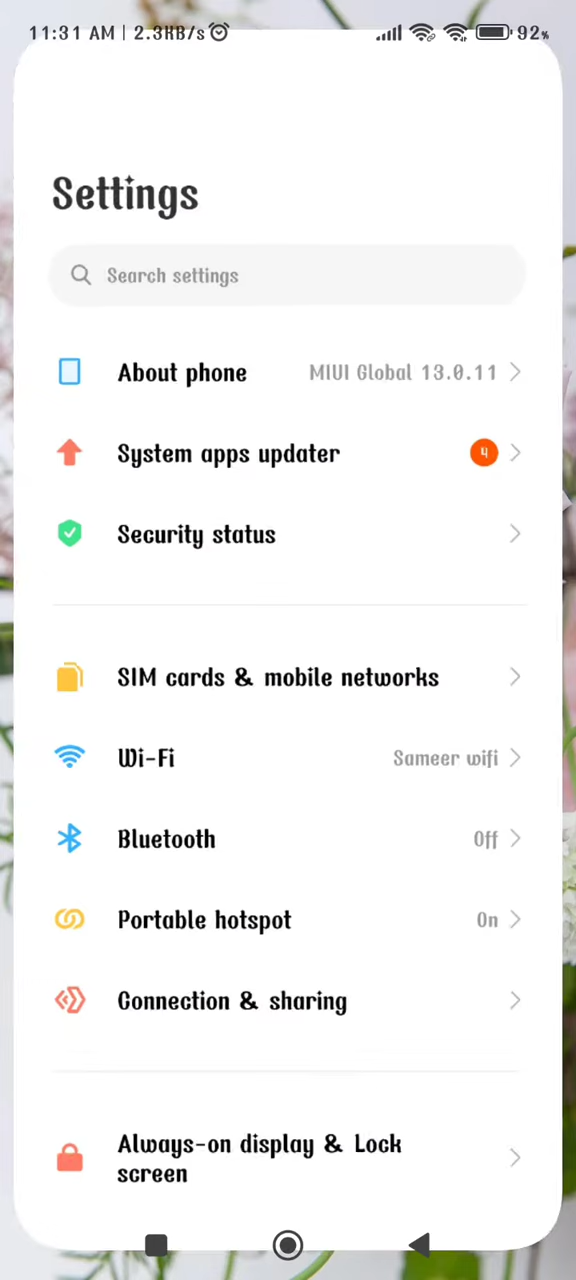 11:31 AM | 2.3KB/s 92%
Settings
Search settings
About phone MIUI Global 13.0.11
System apps updater 4
Security status
SIM cards & mobile networks
Wi-Fi Sameer wifi
Bluetooth Off
Portable hotspot On
Connection & sharing
Always-on display & Lock
screen